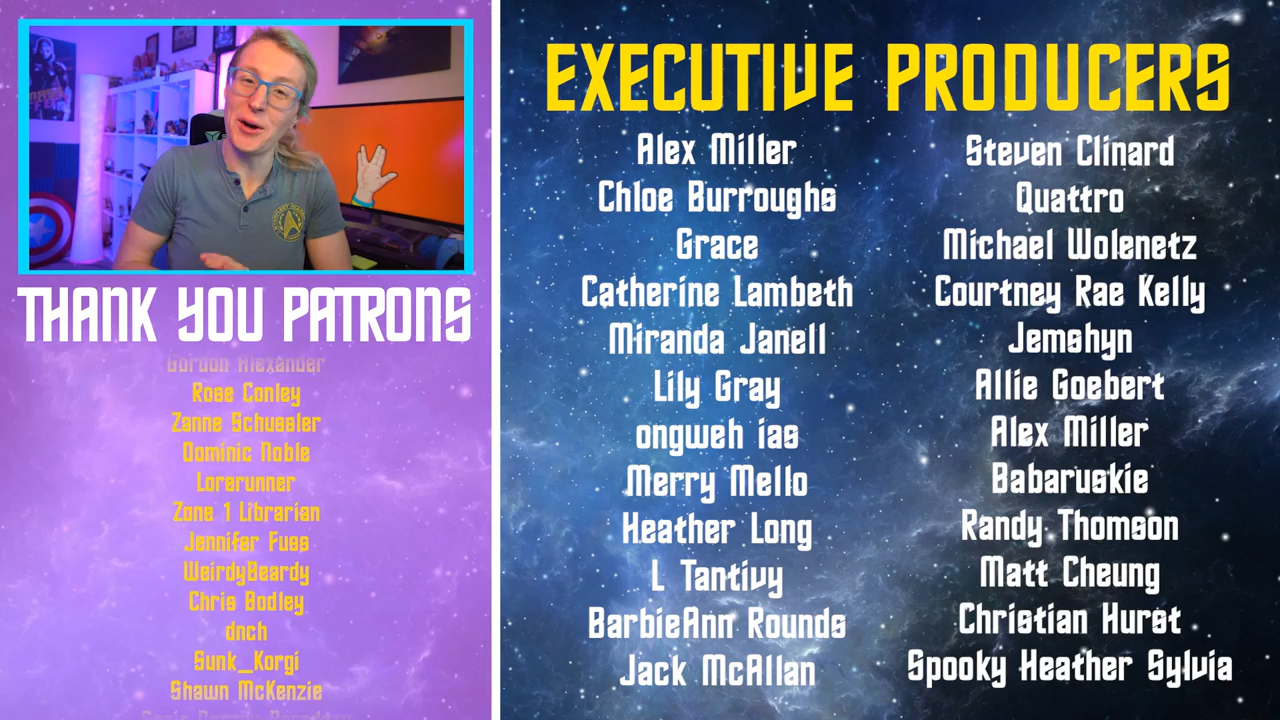 THANK YOU PATRONS
Gordon Alexander
Rose Conley
Zanne Schussler
Dominic Noble
Lorerunner
Zone 1 Librarian
Jennifer Fuss
WeirdyBeardy
Chris Bodley
dnch
Sunk_Korgi
Shawn McKenzie
EXECUTIVE PRODUCERS
Alex Miller
Chloe Burroughs
Grace
Catherine Lambeth
Miranda Janell
Lily Gray
ongweh ias
Merry Mello
Heather Long
L Tantivy
BarbieAnn Rounds
Jack McAllan
Steven Clinard
Quattro
Michael Wolenetz
Courtney Rae Kelly
Jemshyn
Allie Goebert
Alex Miller
Babaruskie
Randy Thomson
Matt Cheung
Christian Hurst
Spooky Heather Sylvia